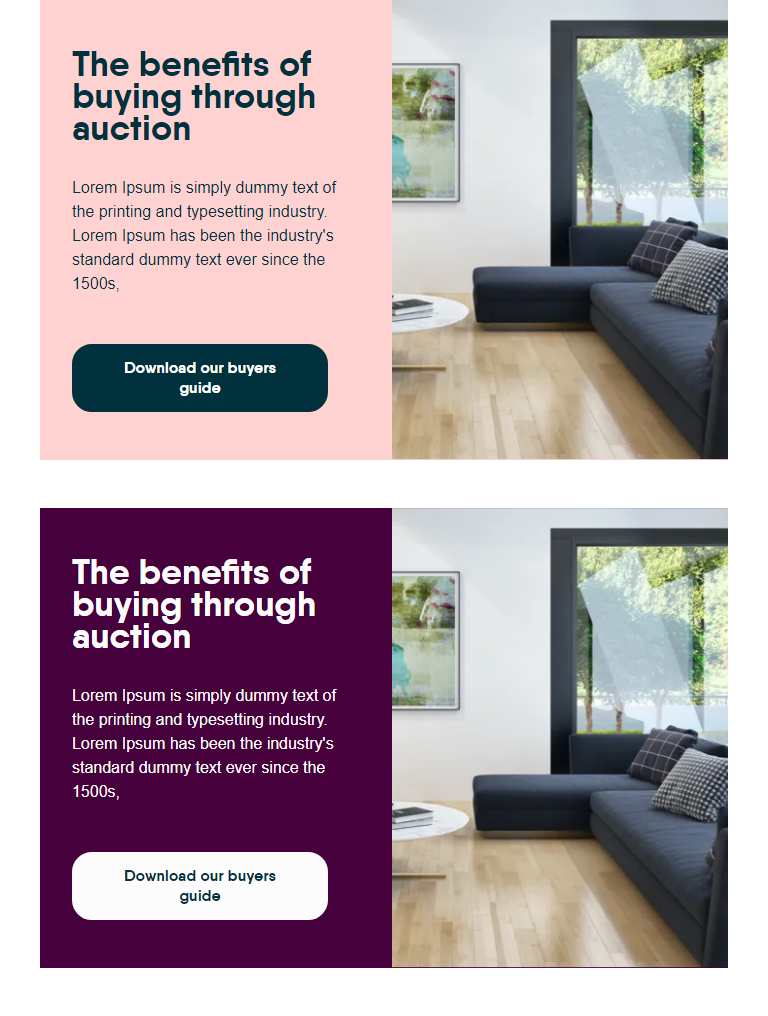 The benefits of
buying through
auction
Lorem Ipsum is simply dummy text of
the printing and typesetting industry.
Lorem Ipsum has been the industry's
standard dummy text ever since the
1500s,
Download our buyers
guide
The benefits of
buying through
auction
Lorem Ipsum is simply dummy text of
the printing and typesetting industry.
Lorem Ipsum has been the industry's
standard dummy text ever since the
1500s,
Download our buyers
guide